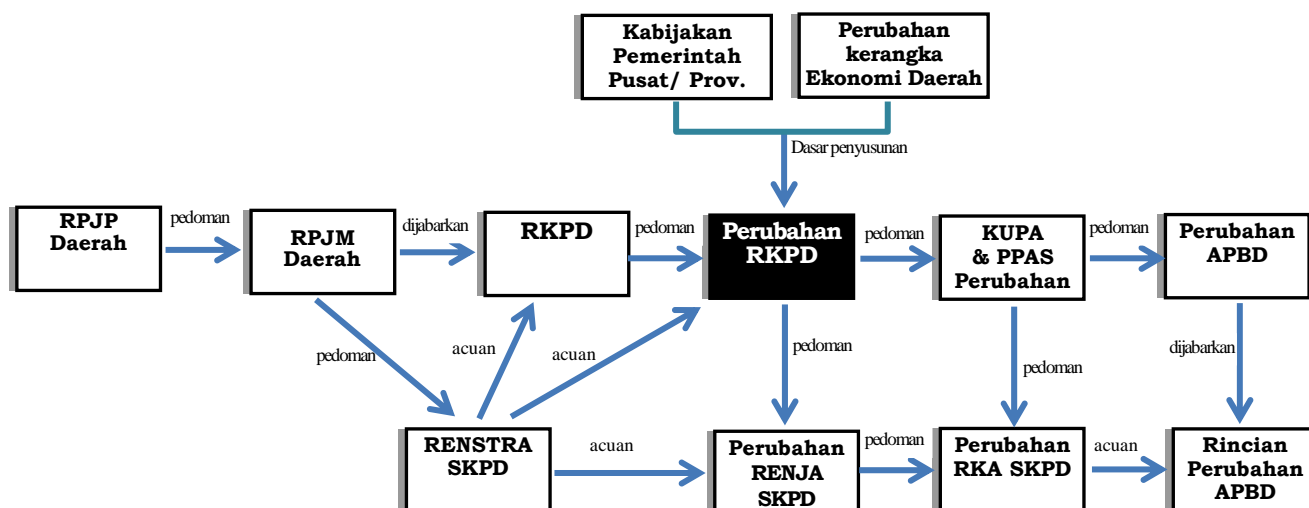 Kabijakan
Pemerintah
Pusat/ Prov.
Perubahan
kerangka
Ekonomi Daerah
Dasar penyusunan
RPJP
Daerah
pedoman
RPJM
Daerah
dijabarkan
RKPD
pedoman
Perubahan
RKPD
pedoman
KUPA
& PPAS
Perubahan
pedoman
Perubahan
APBD
pedoman
acuan
acuan
pedoman
pedoman
dijabarkan
RENSTRA
SKPD
acuan
Perubahan
RENJA
SKPD
pedoman
Perubahan
RKA SKPD
acuan
Rincian
Perubahan
APBD